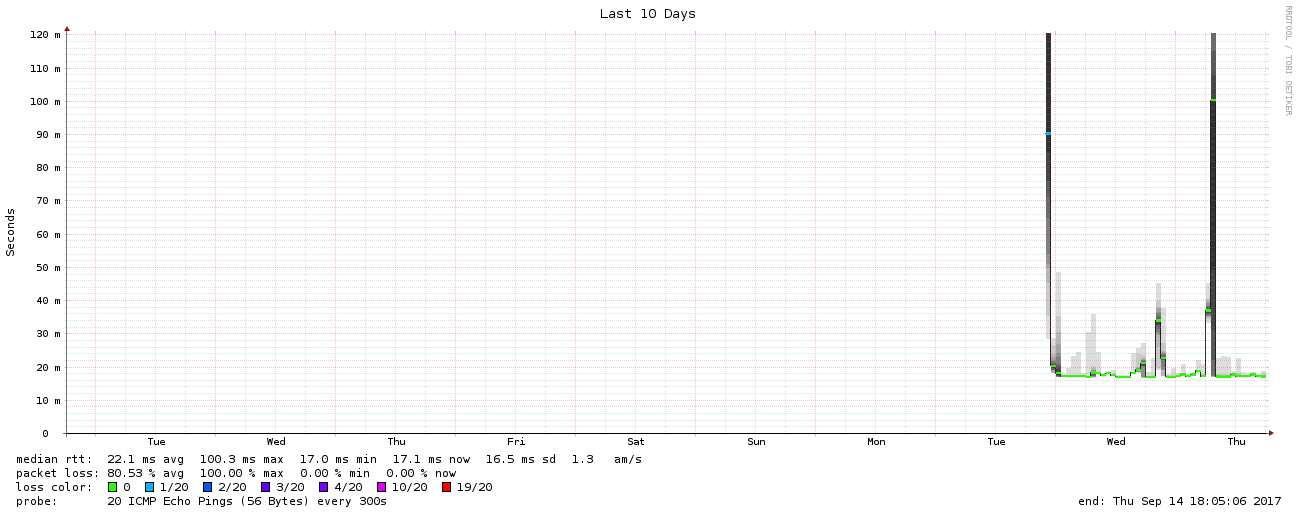 Last 10 Days
RRDTOOL / TOBI OETIKER
Seconds
120 m
110 m
100 m
90 m
80 m
70 m
60 m
50 m
40 m
30 m
20 m
10 m
0
Tue Wed Thu Fri Sat Sun Mon Tue Wed Thu
median rtt: 22.1 ms avg 100.3 ms max 17.0 ms min 17.1 ms now 16.5 ms sd 1.3 am/s
packet loss: 80.53 % avg 100.00 % max 0.00 % min 0.00 % now
loss color: 0 1/20 2/20 3/20 4/20 10/20 19/20
probe: 20 ICMP Echo Pings (56 Bytes) every 300s end: Thu Sep 14 18:05:06 2017